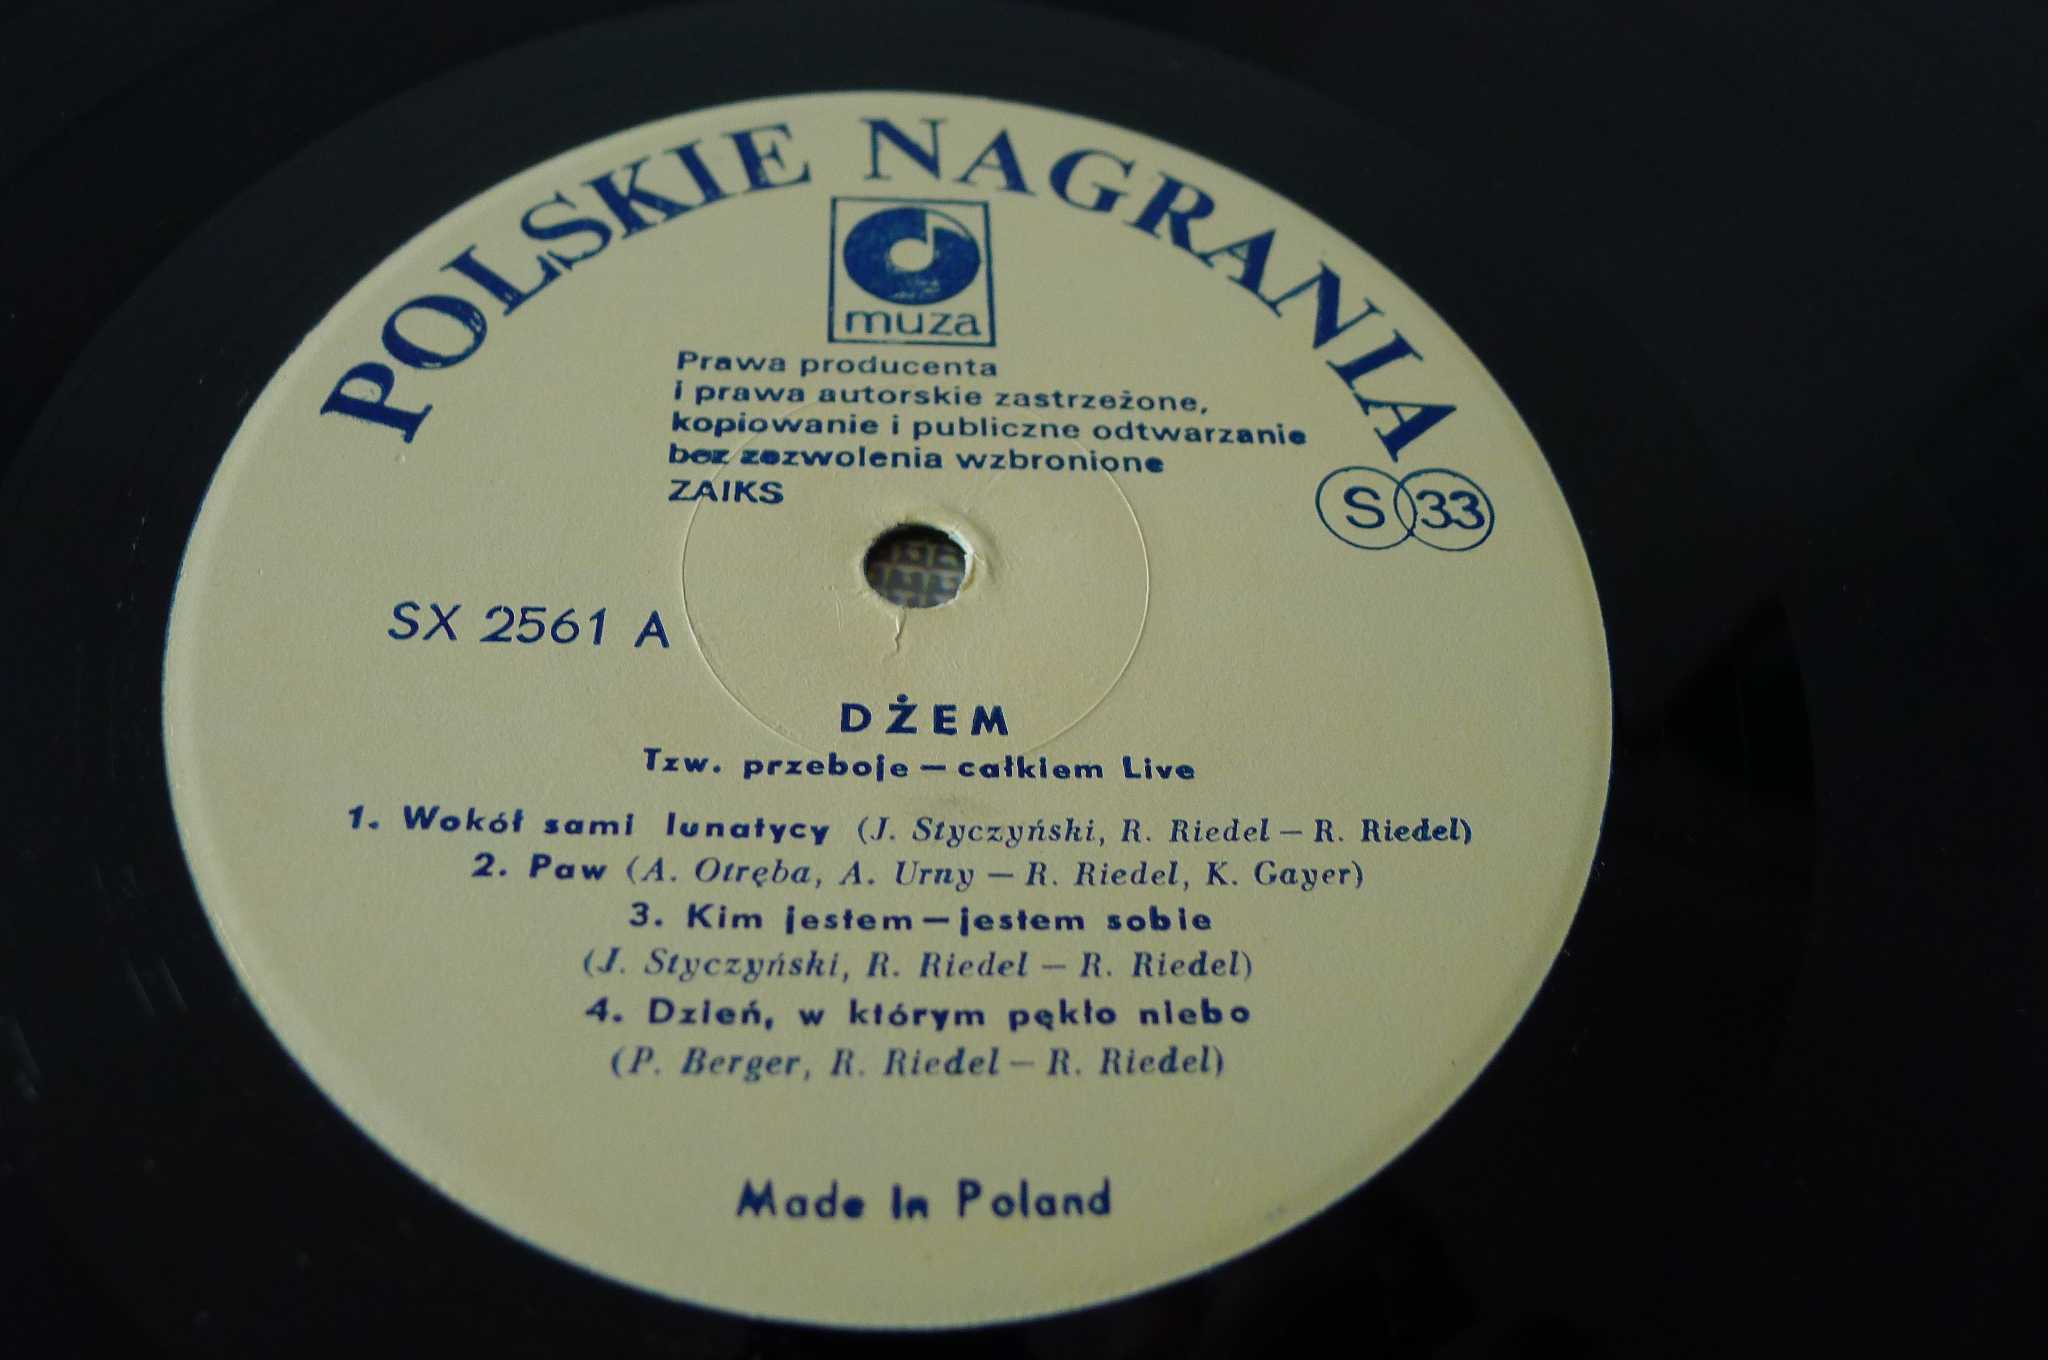 POLSKIE NAGRANIA
muza
Prawa producenta
i prawa autorskie zastrzeżone,
kopiowanie i publiczne odtwarzanie
bez zezwolenia wzbronione
ZAIKS
S 33
SX 2561 A
DŻEM
Tzw. przeboje — całkiem Live
1. Wokół sami lunatycy (J. Styczyński, R. Riedel — R. Riedel)
2. Paw (A. Otręba, A. Urny — R. Riedel, K. Gayer)
3. Kim jestem — jestem sobie
(J. Styczyński, R. Riedel — R. Riedel)
4. Dzień, w którym pękło niebo
(P. Berger, R. Riedel — R. Riedel)
Made in Poland